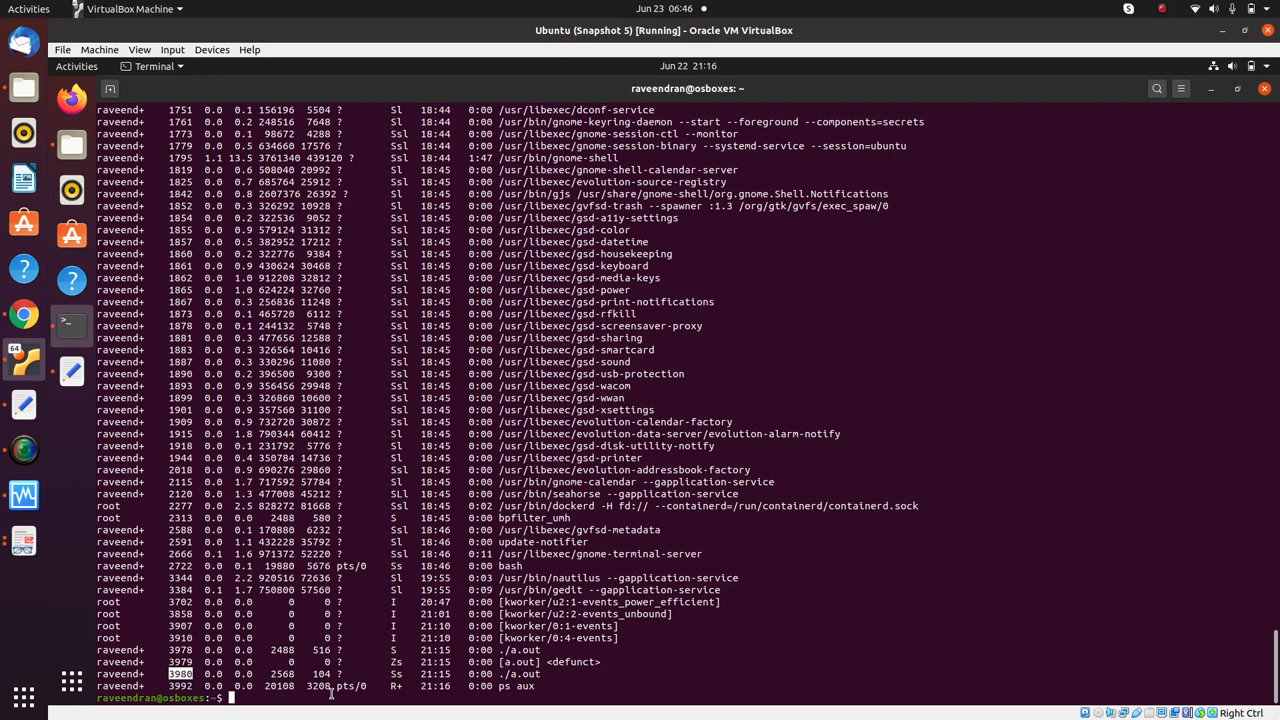 Activities VirtualBox Machine Jun 23 06:46
Ubuntu (Snapshot 5) [Running] - Oracle VM VirtualBox
File Machine View Input Devices Help
Activities Terminal Jun 22 21:16
raveendran@osboxes: ~
raveend+ 1751 0.0 0.1 156196 5504 ? Sl 18:44 0:00 /usr/libexec/dconf-service
raveend+ 1761 0.0 0.2 248516 7648 ? Sl 18:44 0:00 /usr/bin/gnome-keyring-daemon --start --foreground --components=secrets
raveend+ 1773 0.0 0.1 98672 4288 ? Ssl 18:44 0:00 /usr/libexec/gnome-session-ctl --monitor
raveend+ 1779 0.0 0.5 634660 17576 ? Ssl 18:44 0:00 /usr/libexec/gnome-session-binary --systemd-service --session=ubuntu
raveend+ 1795 1.1 13.5 3761340 439120 ? Ssl 18:44 1:47 /usr/bin/gnome-shell
raveend+ 1819 0.0 0.6 508420 20992 ? Sl 18:44 0:00 /usr/libexec/gnome-shell-calendar-server
raveend+ 1825 0.0 0.7 685764 25912 ? Ssl 18:44 0:00 /usr/libexec/evolution-source-registry
raveend+ 1842 0.0 0.8 2607376 26392 ? Sl 18:44 0:00 /usr/bin/gjs /usr/share/gnome-shell/org.gnome.Shell.Notifications
raveend+ 1852 0.0 0.3 326292 10928 ? Sl 18:44 0:00 /usr/libexec/gvfsd-trash --spawner :1.3 /org/gtk/gvfs/exec_spaw/0
raveend+ 1854 0.0 0.2 322536 9052 ? Ssl 18:44 0:00 /usr/libexec/gsd-a11y-settings
raveend+ 1855 0.0 0.9 579124 31312 ? Ssl 18:44 0:00 /usr/libexec/gsd-color
raveend+ 1857 0.0 0.5 382952 17212 ? Ssl 18:44 0:00 /usr/libexec/gsd-datetime
raveend+ 1860 0.0 0.2 322776 9384 ? Ssl 18:44 0:00 /usr/libexec/gsd-housekeeping
raveend+ 1861 0.0 0.9 430624 30468 ? Ssl 18:44 0:00 /usr/libexec/gsd-keyboard
raveend+ 1862 0.0 1.0 912208 32812 ? Ssl 18:44 0:00 /usr/libexec/gsd-media-keys
raveend+ 1865 0.0 1.0 624224 32760 ? Ssl 18:44 0:00 /usr/libexec/gsd-power
raveend+ 1867 0.0 0.3 256836 11248 ? Ssl 18:44 0:00 /usr/libexec/gsd-print-notifications
raveend+ 1873 0.0 0.1 465720 6112 ? Ssl 18:44 0:00 /usr/libexec/gsd-rfkill
raveend+ 1878 0.0 0.1 244132 5748 ? Ssl 18:44 0:00 /usr/libexec/gsd-screensaver-proxy
raveend+ 1881 0.0 0.3 477008 12588 ? Ssl 18:44 0:00 /usr/libexec/gsd-sharing
raveend+ 1883 0.0 0.3 326564 10416 ? Ssl 18:44 0:00 /usr/libexec/gsd-smartcard
raveend+ 1887 0.0 0.3 330296 11080 ? Ssl 18:44 0:00 /usr/libexec/gsd-sound
raveend+ 1890 0.0 0.2 396500 9300 ? Ssl 18:44 0:00 /usr/libexec/gsd-usb-protection
raveend+ 1893 0.0 0.9 356456 29948 ? Ssl 18:44 0:00 /usr/libexec/gsd-wacom
raveend+ 1899 0.0 0.3 326860 10600 ? Ssl 18:44 0:00 /usr/libexec/gsd-wwan
raveend+ 1901 0.0 0.9 357560 31100 ? Ssl 18:44 0:00 /usr/libexec/gsd-xsettings
raveend+ 1909 0.0 0.9 732720 30872 ? Ssl 18:44 0:00 /usr/libexec/evolution-calendar-factory
raveend+ 1915 0.0 1.8 790344 60412 ? Sl 18:44 0:00 /usr/libexec/evolution-data-server/evolution-alarm-notify
raveend+ 1918 0.0 0.1 231792 5776 ? Sl 18:44 0:00 /usr/libexec/gsd-disk-utility-notify
raveend+ 1944 0.0 0.4 350784 14736 ? Sl 18:44 0:00 /usr/libexec/gsd-printer
raveend+ 2018 0.0 0.9 690276 29860 ? Ssl 18:44 0:00 /usr/libexec/evolution-addressbook-factory
raveend+ 2115 0.0 1.7 717592 57784 ? Sl 18:45 0:00 /usr/bin/gnome-calendar --gapplication-service
raveend+ 2120 0.0 1.3 477008 45212 ? SLl 18:45 0:00 /usr/bin/seahorse --gapplication-service
root 2277 0.0 2.5 828272 81668 ? Ssl 18:45 0:02 /usr/bin/dockerd -H fd:// --containerd=/run/containerd/containerd.sock
root 2313 0.0 0.0 2488 580 ? S 18:45 0:00 bpfilter_umh
raveend+ 2588 0.0 0.1 170880 6232 ? Ssl 18:46 0:00 /usr/libexec/gvfsd-metadata
raveend+ 2591 0.0 1.1 432228 35792 ? Sl 18:46 0:00 update-notifier
raveend+ 2666 0.1 1.6 971372 52220 ? Ssl 18:46 0:11 /usr/libexec/gnome-terminal-server
raveend+ 2722 0.0 0.1 19880 5676 pts/0 Ss 18:46 0:00 bash
raveend+ 3344 0.0 2.2 920516 72636 ? Sl 19:55 0:03 /usr/bin/nautilus --gapplication-service
raveend+ 3384 0.1 1.7 750800 57560 ? Sl 19:55 0:09 /usr/bin/gedit --gapplication-service
root 3702 0.0 0.0 0 0 ? I 20:47 0:00 [kworker/u2:1-events_power_efficient]
root 3858 0.0 0.0 0 0 ? I 21:01 0:00 [kworker/u2:2-events_unbound]
root 3907 0.0 0.0 0 0 ? I 21:10 0:00 [kworker/0:1-events]
root 3910 0.0 0.0 0 0 ? I 21:10 0:00 [kworker/0:4-events]
raveend+ 3978 0.0 0.0 2488 516 ? S 21:15 0:00 ./a.out
raveend+ 3979 0.0 0.0 0 0 ? Zs 21:15 0:00 [a.out] <defunct>
raveend+ 3980 0.0 0.0 2568 104 ? Ss 21:15 0:00 ./a.out
raveend+ 3992 0.0 0.0 20108 3208 pts/0 R+ 21:16 0:00 ps aux
raveendran@osboxes:~$
Right Ctrl